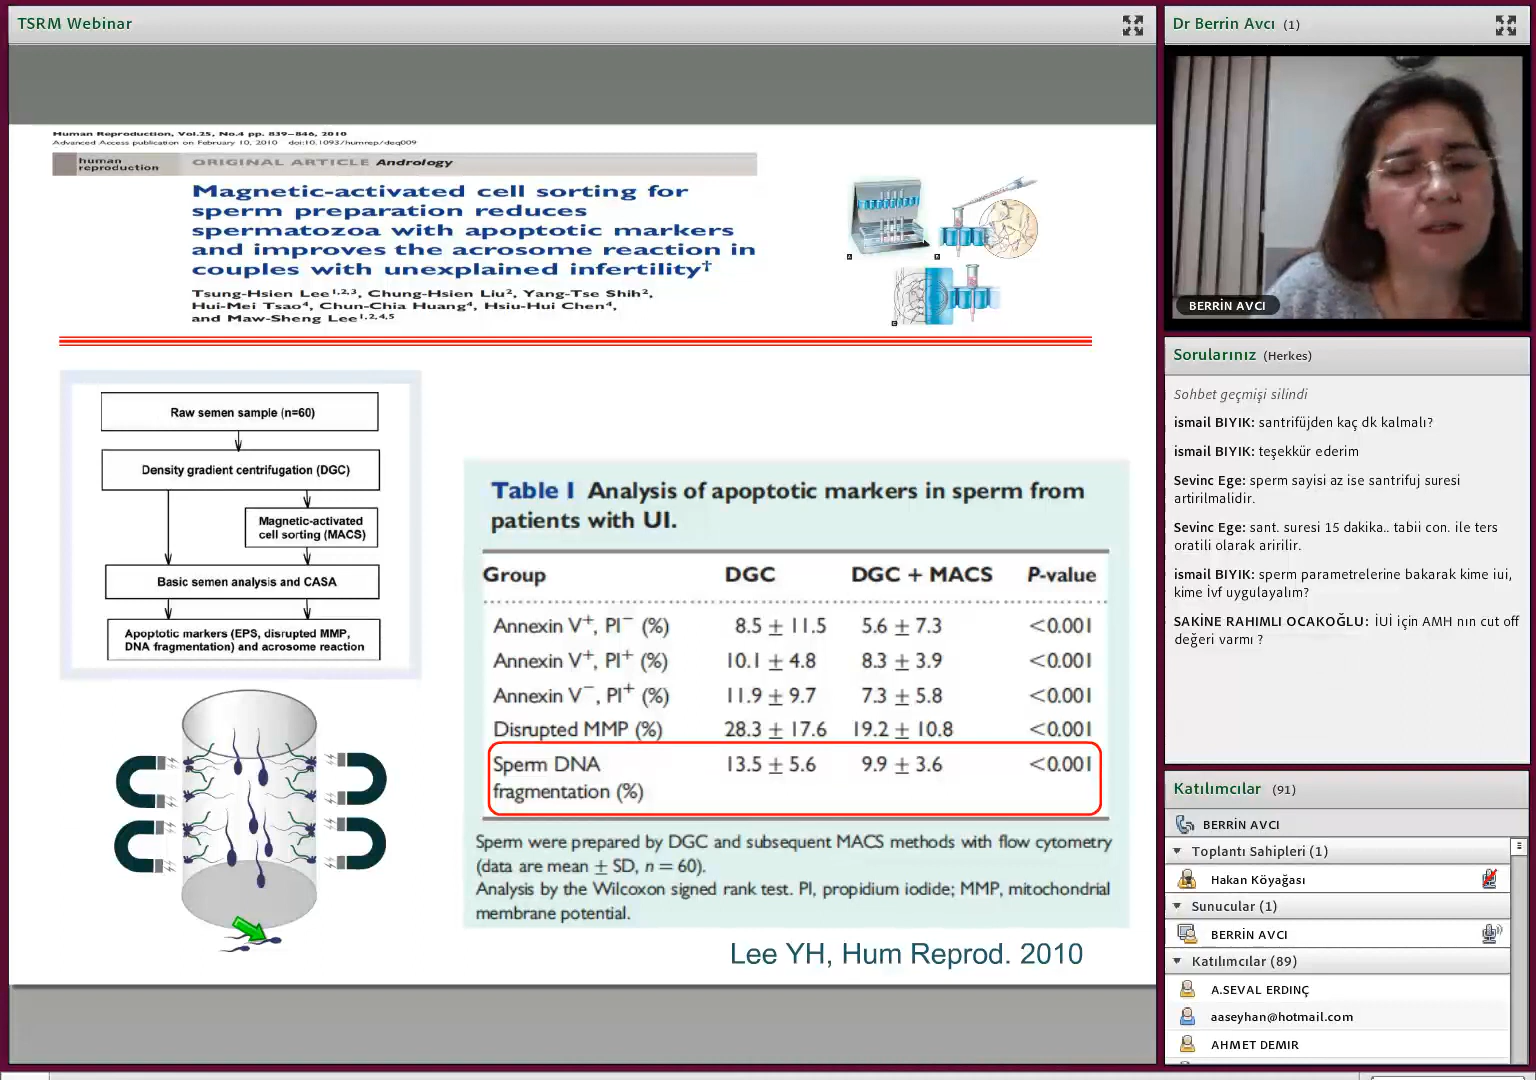 TSRM Webinar
Human Reproduction, Vol.25, No.4 pp. 839–846, 2010
Advanced Access publication on February 10, 2010 doi:10.1093/humrep/deq009
human
reproduction
ORIGINAL ARTICLE Andrology
Magnetic-activated cell sorting for
sperm preparation reduces
spermatozoa with apoptotic markers
and improves the acrosome reaction in
couples with unexplained infertility†
Tsung-Hsien Lee1,2,3, Chung-Hsien Liu2, Yang-Tse Shih2,
Hui-Mei Tsao4, Chun-Chia Huang4, Hsiu-Hui Chen4,
and Maw-Sheng Lee1,2,4,5
A
B
C
Raw semen sample (n=60)
Density gradient centrifugation (DGC)
Magnetic-activated
cell sorting (MACS)
Basic semen analysis and CASA
Apoptotic markers (EPS, disrupted MMP,
DNA fragmentation) and acrosome reaction
Table I Analysis of apoptotic markers in sperm from
patients with UI.
Group DGC DGC + MACS P-value
Annexin V+, PI− (%) 8.5 ± 11.5 5.6 ± 7.3 <0.001
Annexin V+, PI+ (%) 10.1 ± 4.8 8.3 ± 3.9 <0.001
Annexin V−, PI+ (%) 11.9 ± 9.7 7.3 ± 5.8 <0.001
Disrupted MMP (%) 28.3 ± 17.6 19.2 ± 10.8 <0.001
Sperm DNA 13.5 ± 5.6 9.9 ± 3.6 <0.001
fragmentation (%)
Sperm were prepared by DGC and subsequent MACS methods with flow cytometry
(data are mean ± SD, n = 60).
Analysis by the Wilcoxon signed rank test. PI, propidium iodide; MMP, mitochondrial
membrane potential.
Lee YH, Hum Reprod. 2010
Dr Berrin Avcı (1)
BERRİN AVCI
Sorularınız (Herkes)
Sohbet geçmişi silindi
ismail BIYIK: santrifüjden kaç dk kalmalı?
ismail BIYIK: teşekkür ederim
Sevinc Ege: sperm sayisi az ise santrifuj suresi
artirilmalidir.
Sevinc Ege: sant. suresi 15 dakika.. tabii con. ile ters
oratili olarak aririlir.
ismail BIYIK: sperm parametrelerine bakarak kime iui,
kime ivf uygulayalım?
SAKİNE RAHIMLI OCAKOĞLU: İUİ için AMH nın cut off
değeri varmı ?
Katılımcılar (91)
BERRİN AVCI
Toplantı Sahipleri (1)
Hakan Köyağası
Sunucular (1)
BERRİN AVCI
Katılımcılar (89)
A.SEVAL ERDINÇ
aaseyhan@hotmail.com
AHMET DEMIR